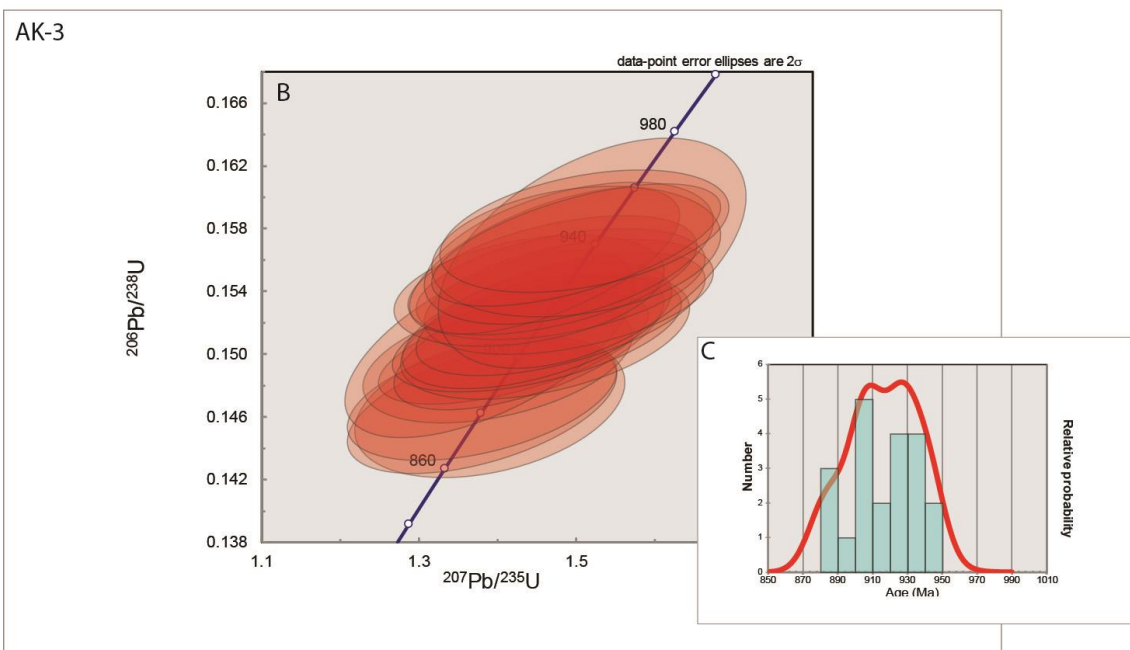 AK-3
data-point error ellipses are 2σ
B
0.166
0.162
0.158
0.154
0.150
0.146
0.142
0.138
²⁰⁶Pb/²³⁸U
980
940
860
1.1
1.3
1.5
²⁰⁷Pb/²³⁵U
C
6
5
4
3
2
1
0
Number
Relative probability
850 870 890 910 930 950 970 990 1010
Age (Ma)